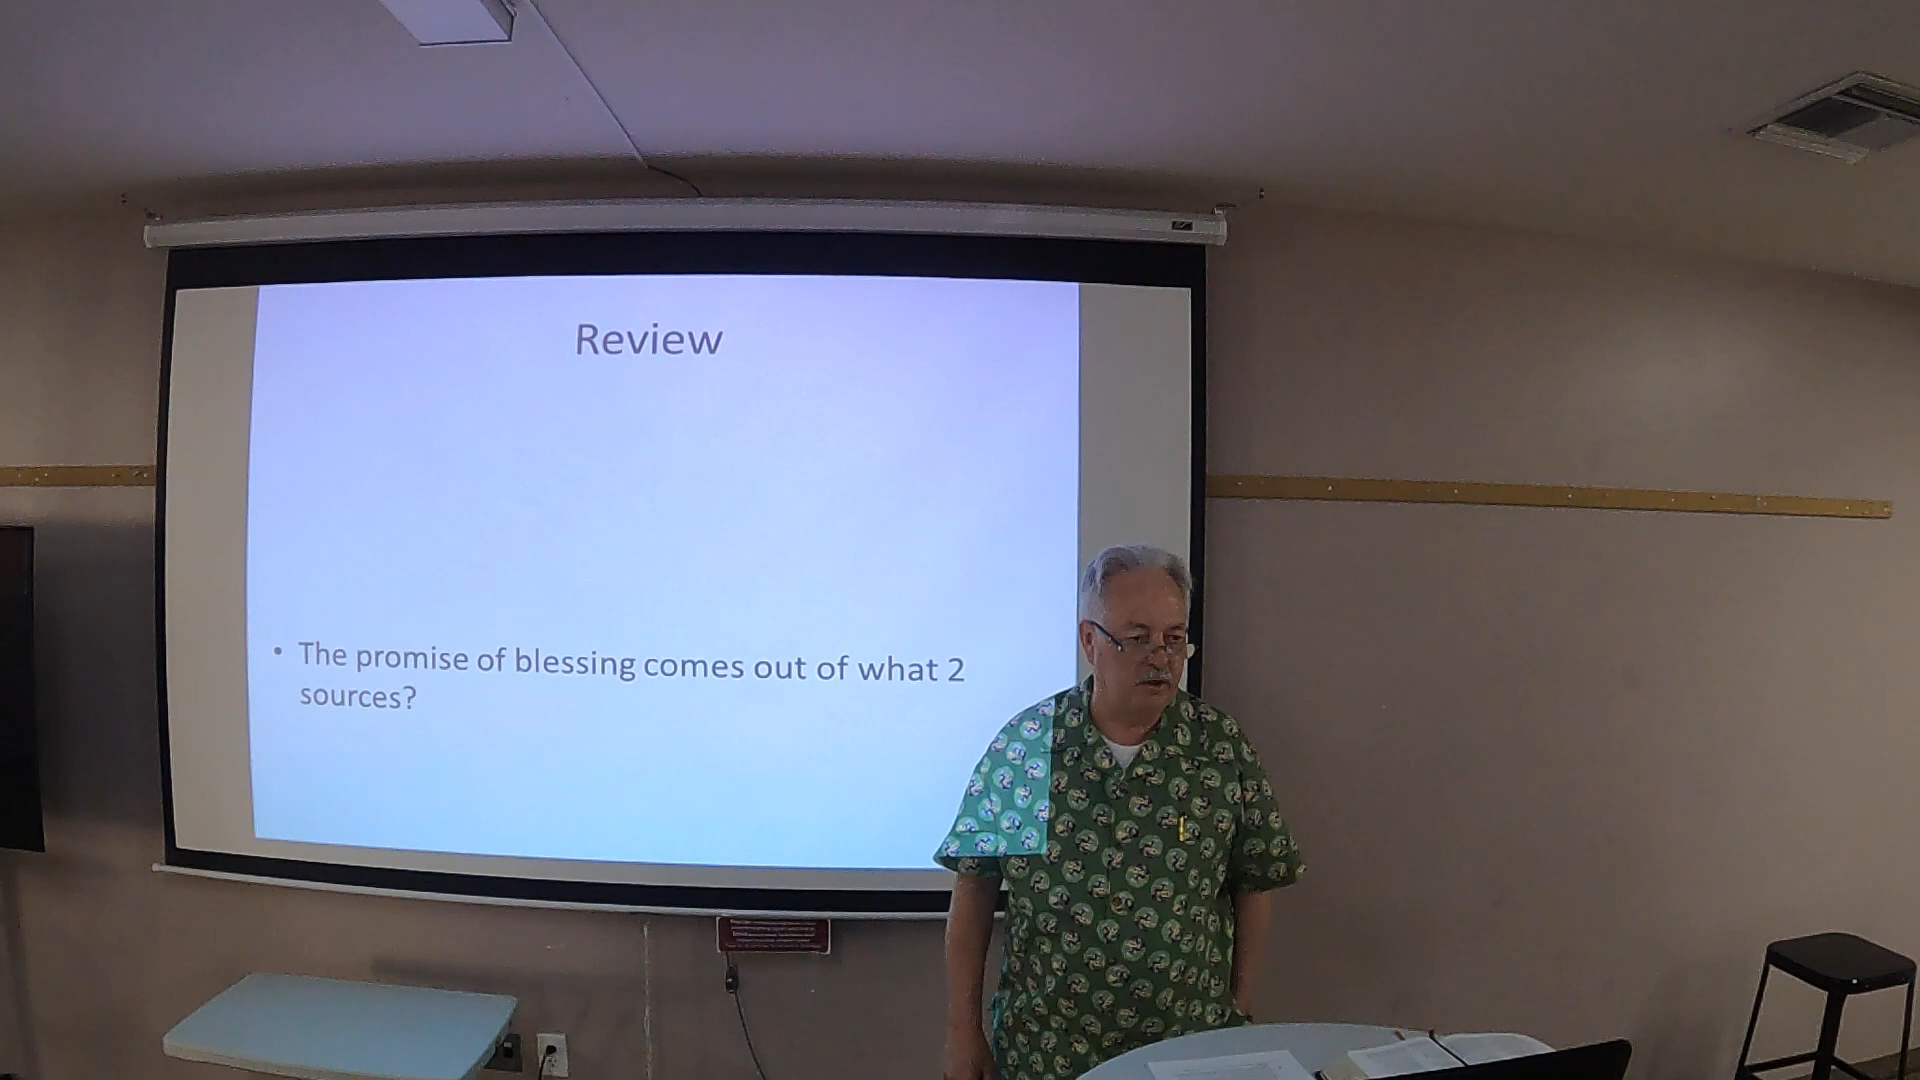 Review
• The promise of blessing comes out of what 2
sources?